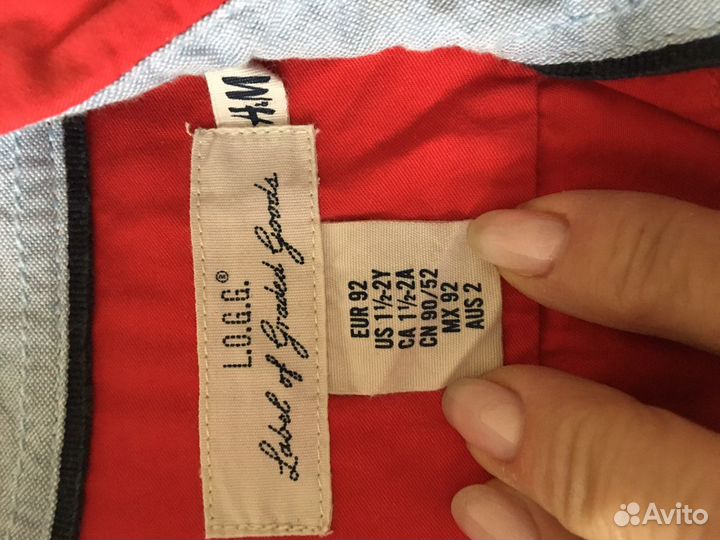 H&M
L.O.G.G.®
Label of Graded Goods
EUR 92
US 1½-2Y
CA 1½-2A
CN 90/52
MX 92
AUS 2
Avito